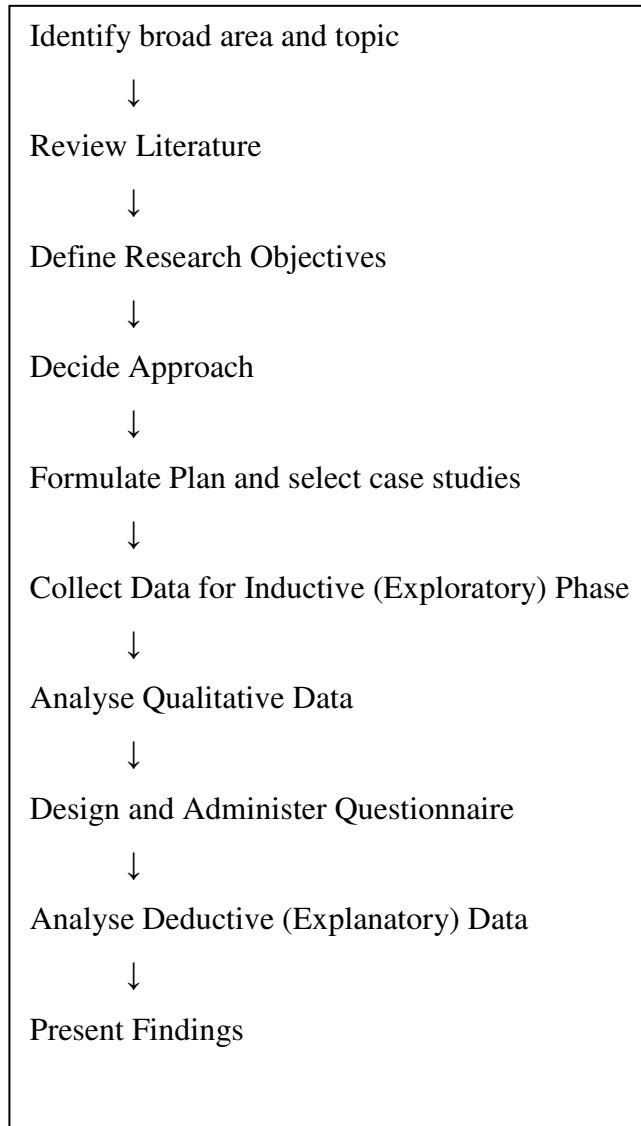 Identify broad area and topic
↓
Review Literature
↓
Define Research Objectives
↓
Decide Approach
↓
Formulate Plan and select case studies
↓
Collect Data for Inductive (Exploratory) Phase
↓
Analyse Qualitative Data
↓
Design and Administer Questionnaire
↓
Analyse Deductive (Explanatory) Data
↓
Present Findings